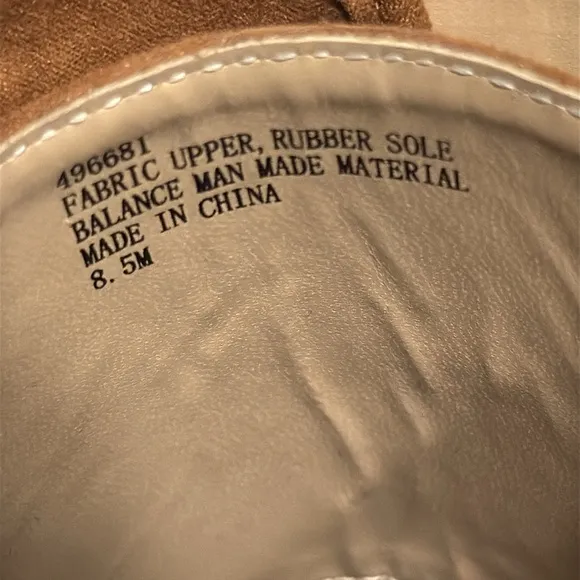 496681
FABRIC UPPER, RUBBER SOLE
BALANCE MAN MADE MATERIAL
MADE IN CHINA
8.5M